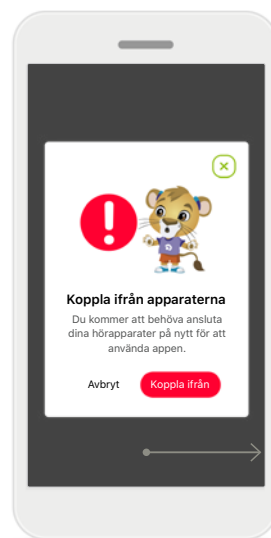 Koppla ifrån apparaterna
Du kommer att behöva ansluta
dina hörapparater på nytt för att
använda appen.
Avbryt
Koppla ifrån